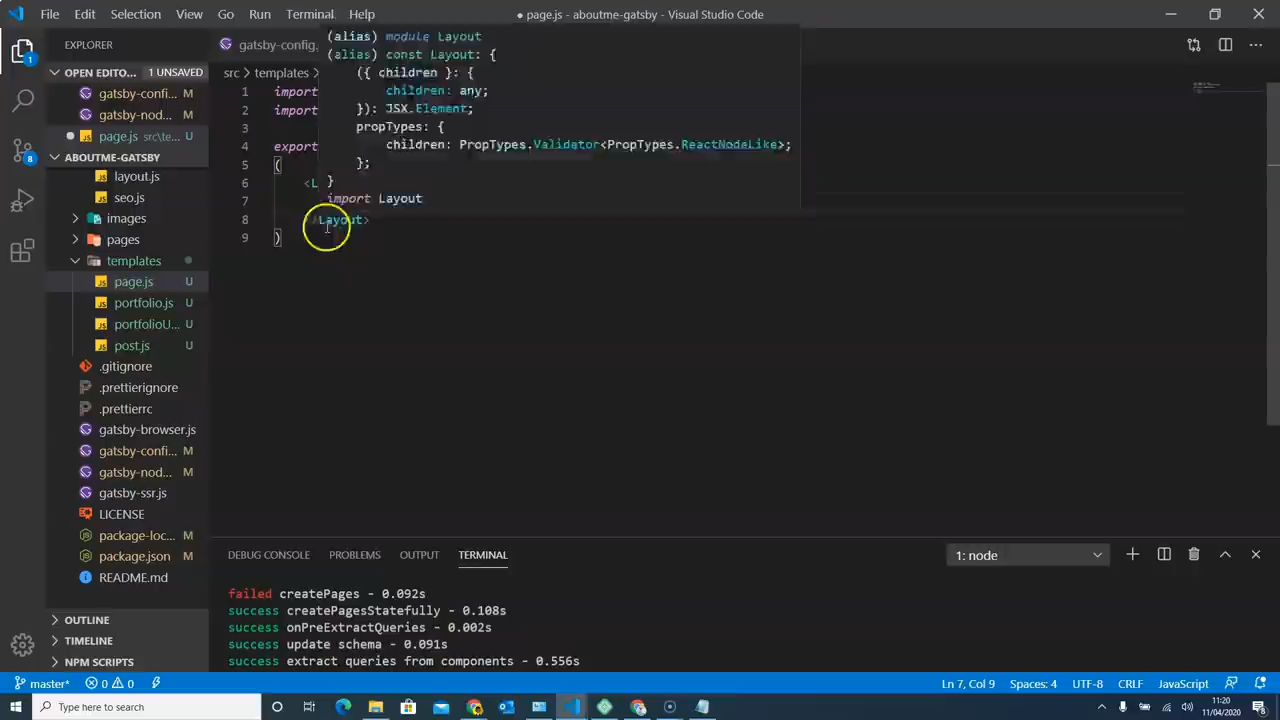 File Edit Selection View Go Run Terminal Help
● page.js - aboutme-gatsby - Visual Studio Code
EXPLORER
OPEN EDITO... 1 UNSAVED
gatsby-confi... M
gatsby-nod... M
page.js src\te...
ABOUTME-GATSBY
layout.js
seo.js
images
pages
templates
page.js U
portfolio.js U
portfolioU... U
post.js U
.gitignore
.prettierignore
.prettierrc
gatsby-browser.js
gatsby-confi... M
gatsby-nod... M
gatsby-ssr.js
LICENSE
package-loc... M
package.json M
README.md
OUTLINE
TIMELINE
NPM SCRIPTS
gatsby-config.
src > templates >
1 import
2 import
3
4 export
5 (
6 <L
7
8 </Layout>
9 )
(alias) module Layout
(alias) const Layout: {
({ children }: {
children: any;
}): JSX.Element;
propTypes: {
children: PropTypes.Validator<PropTypes.ReactNodeLike>;
};
}
import Layout
DEBUG CONSOLE PROBLEMS OUTPUT TERMINAL
1: node
failed createPages - 0.092s
success createPagesStatefully - 0.108s
success onPreExtractQueries - 0.002s
success update schema - 0.091s
success extract queries from components - 0.556s
master* 0 0
Ln 7, Col 9 Spaces: 4 UTF-8 CRLF JavaScript
1
8
Type here to search
11:20
11/04/2020